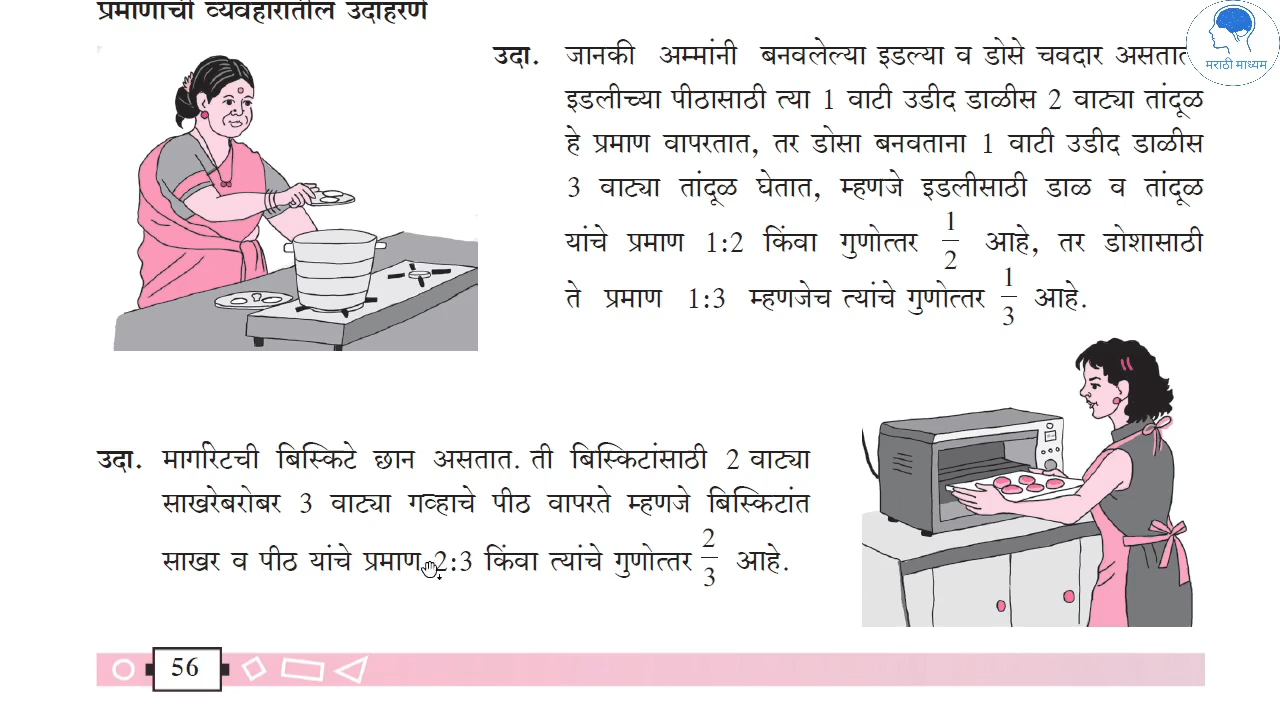 प्रमाणाची व्यवहारातील उदाहरणे
मराठी माध्यम
उदा. जानकी अम्मांनी बनवलेल्या इडल्या व डोसे चवदार असतात
इडलीच्या पीठासाठी त्या 1 वाटी उडीद डाळीस 2 वाट्या तांदूळ
हे प्रमाण वापरतात, तर डोसा बनवताना 1 वाटी उडीद डाळीस
3 वाट्या तांदूळ घेतात, म्हणजे इडलीसाठी डाळ व तांदूळ
यांचे प्रमाण 1:2 किंवा गुणोत्तर 1/2 आहे, तर डोशासाठी
ते प्रमाण 1:3 म्हणजेच त्यांचे गुणोत्तर 1/3 आहे.
उदा. मार्गारेटची बिस्किटे छान असतात. ती बिस्किटांसाठी 2 वाट्या
साखरेबरोबर 3 वाट्या गव्हाचे पीठ वापरते म्हणजे बिस्किटांत
साखर व पीठ यांचे प्रमाण 2:3 किंवा त्यांचे गुणोत्तर 2/3 आहे.
56